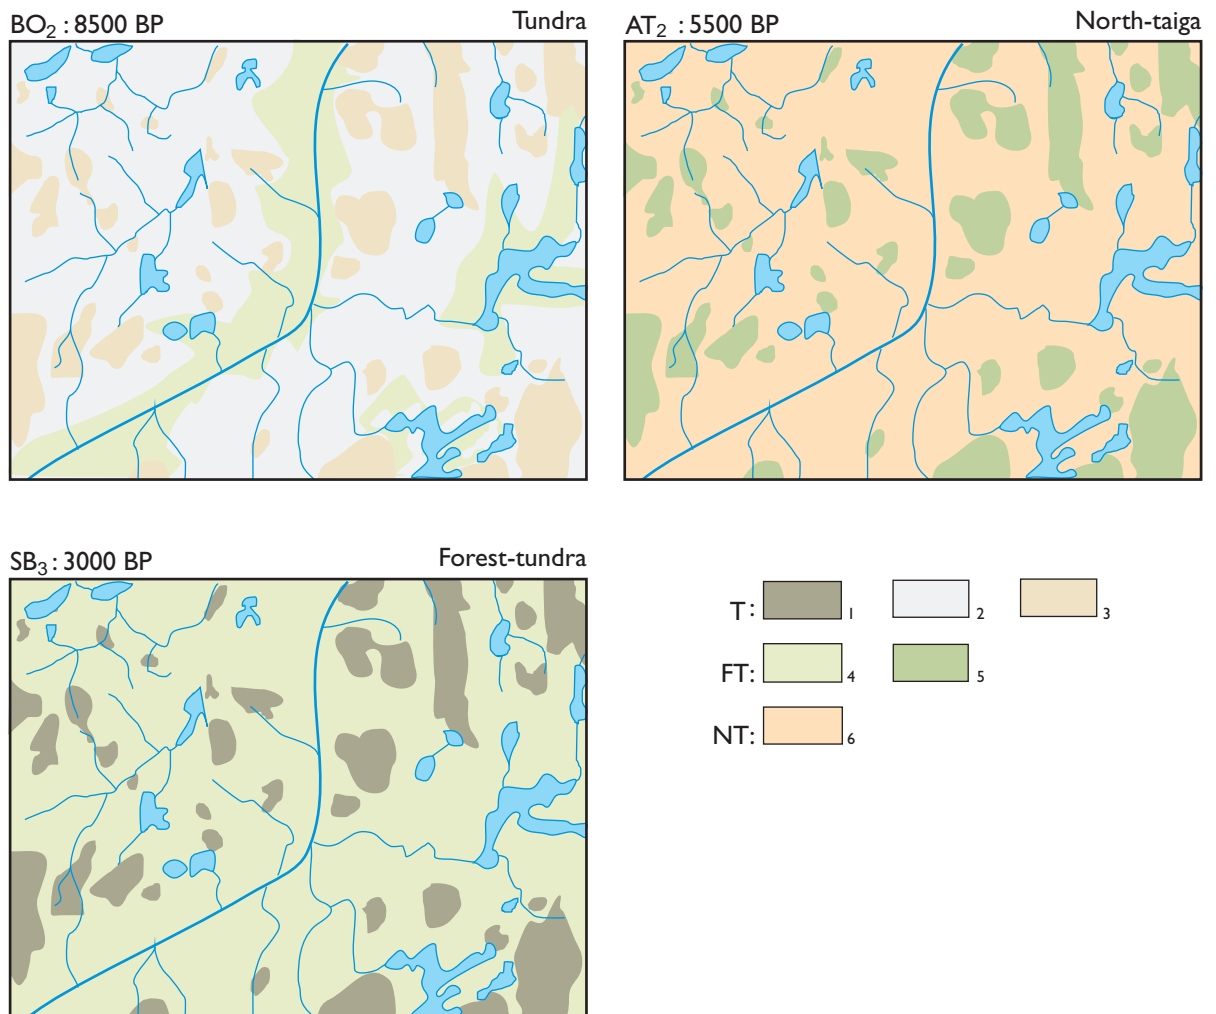 BO₂ : 8500 BP Tundra
AT₂ : 5500 BP North-taiga
SB₃ : 3000 BP Forest-tundra
T: 1 2 3
FT: 4 5
NT: 6